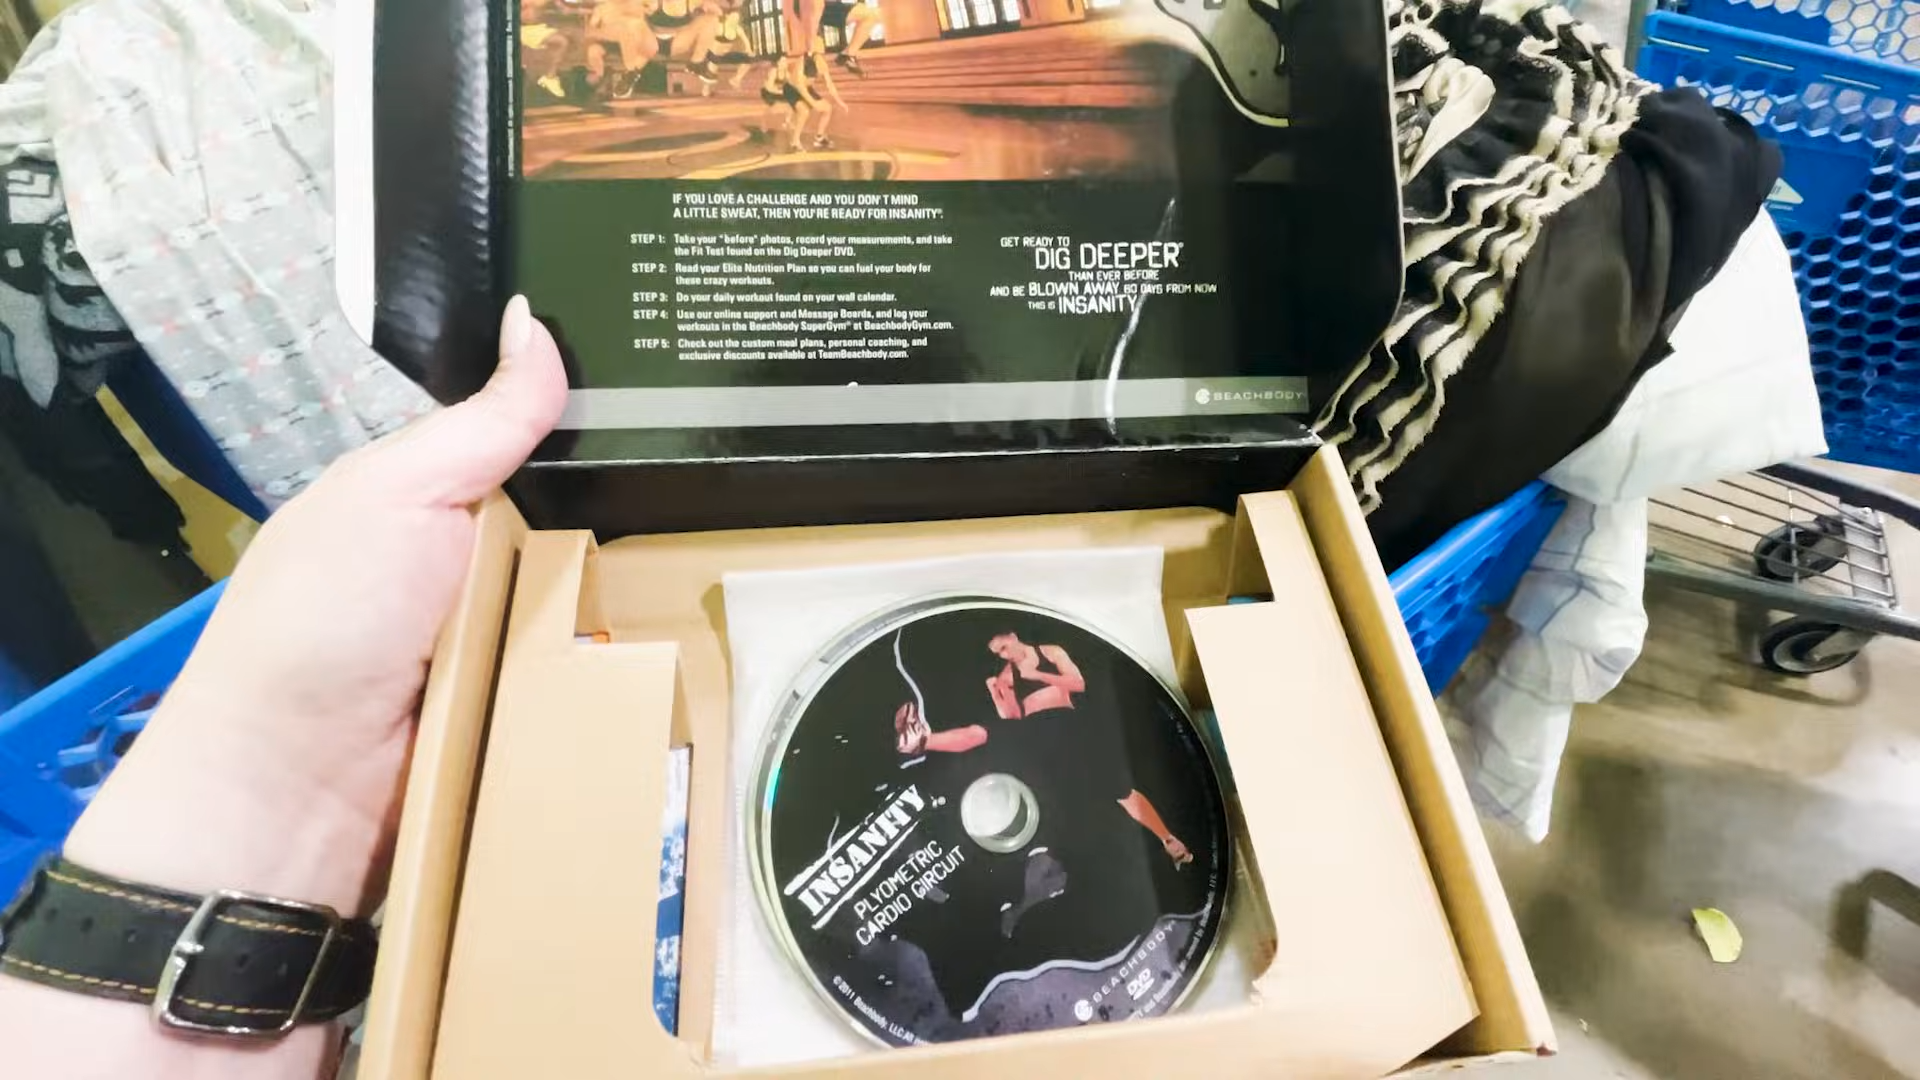 IF YOU LOVE A CHALLENGE AND YOU DON'T MIND
A LITTLE SWEAT, THEN YOU'RE READY FOR INSANITY®.
STEP 1: Take your "before" photos, record your measurements, and take
the Fit Test found on the Dig Deeper DVD.
STEP 2: Read your Elite Nutrition Plan so you can fuel your body for
these crazy workouts.
STEP 3: Do your daily workout found on your wall calendar.
STEP 4: Use our online support and Message Boards, and log your
workouts in the Beachbody SuperGym® at BeachbodyGym.com.
STEP 5: Check out the custom meal plans, personal coaching, and
exclusive discounts available at TeamBeachbody.com.
GET READY TO
DIG DEEPER®
THAN EVER BEFORE
AND BE BLOWN AWAY 60 DAYS FROM NOW
THIS IS INSANITY
BEACHBODY
INSANITY
PLYOMETRIC
CARDIO CIRCUIT
BEACHBODY
DVD
©2011 Beachbody, LLC. All